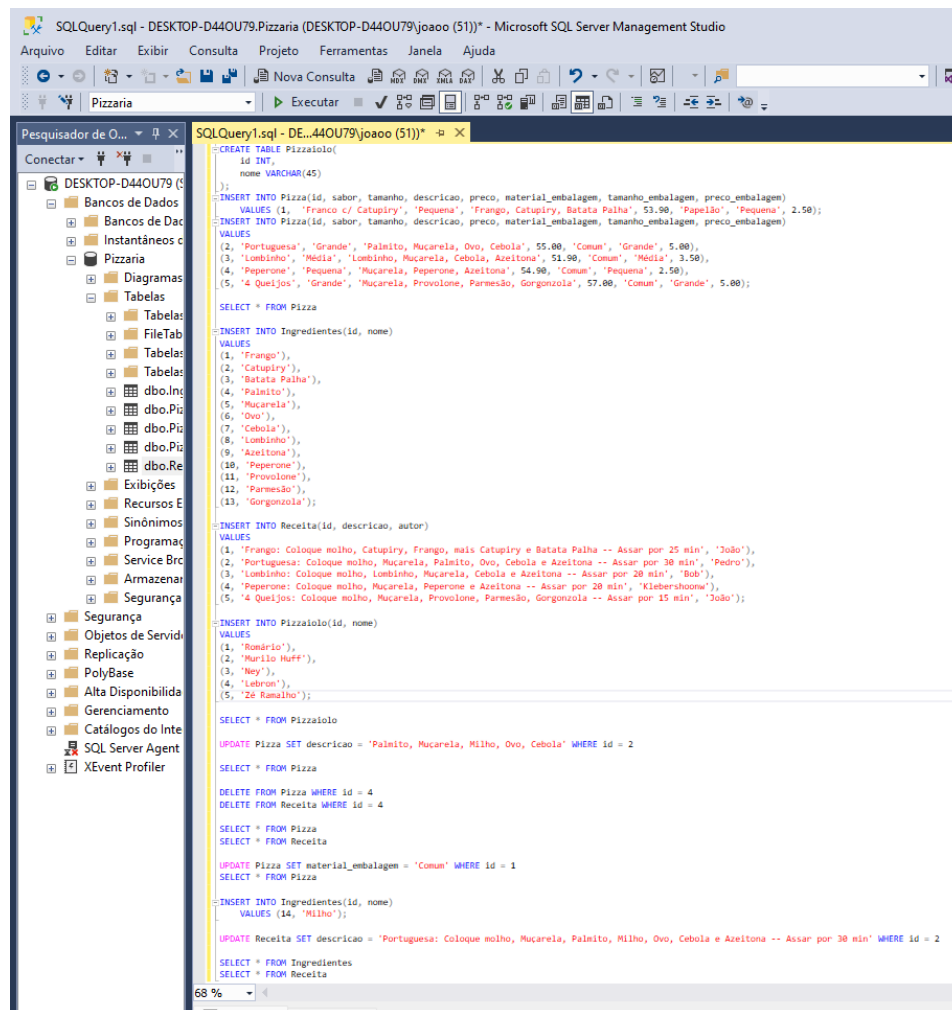 SQLQuery1.sql - DESKTOP-D44OU79.Pizzaria (DESKTOP-D44OU79\joaoo (51))* - Microsoft SQL Server Management Studio
Arquivo Editar Exibir Consulta Projeto Ferramentas Janela Ajuda
Nova Consulta MDX DMX XMLA DAX
Pizzaria Executar
Pesquisador de O...
Conectar
DESKTOP-D44OU79 (S
Bancos de Dados
Bancos de Dad
Instantâneos c
Pizzaria
Diagramas
Tabelas
Tabelas
FileTab
Tabelas
Tabelas
dbo.Ing
dbo.Piz
dbo.Piz
dbo.Piz
dbo.Re
Exibições
Recursos E
Sinônimos
Programaç
Service Brc
Armazenar
Segurança
Segurança
Objetos de Servido
Replicação
PolyBase
Alta Disponibilida
Gerenciamento
Catálogos do Inte
SQL Server Agent
XEvent Profiler
SQLQuery1.sql - DE...44OU79\joaoo (51))*
CREATE TABLE Pizzaiolo(
id INT,
nome VARCHAR(45)
);
INSERT INTO Pizza(id, sabor, tamanho, descricao, preco, material_embalagem, tamanho_embalagem, preco_embalagem)
VALUES (1, 'Franco c/ Catupiry', 'Pequena', 'Frango, Catupiry, Batata Palha', 53.90, 'Papelão', 'Pequena', 2.50);
INSERT INTO Pizza(id, sabor, tamanho, descricao, preco, material_embalagem, tamanho_embalagem, preco_embalagem)
VALUES
(2, 'Portuguesa', 'Grande', 'Palmito, Muçarela, Ovo, Cebola', 55.00, 'Comum', 'Grande', 5.00),
(3, 'Lombinho', 'Média', 'Lombinho, Muçarela, Cebola, Azeitona', 51.90, 'Comum', 'Média', 3.50),
(4, 'Peperone', 'Pequena', 'Muçarela, Peperone, Azeitona', 54.90, 'Comum', 'Pequena', 2.50),
(5, '4 Queijos', 'Grande', 'Muçarela, Provolone, Parmesão, Gorgonzola', 57.00, 'Comum', 'Grande', 5.00);
SELECT * FROM Pizza
INSERT INTO Ingredientes(id, nome)
VALUES
(1, 'Frango'),
(2, 'Catupiry'),
(3, 'Batata Palha'),
(4, 'Palmito'),
(5, 'Muçarela'),
(6, 'Ovo'),
(7, 'Cebola'),
(8, 'Lombinho'),
(9, 'Azeitona'),
(10, 'Peperone'),
(11, 'Provolone'),
(12, 'Parmesão'),
(13, 'Gorgonzola');
INSERT INTO Receita(id, descricao, autor)
VALUES
(1, 'Frango: Coloque molho, Catupiry, Frango, mais Catupiry e Batata Palha -- Assar por 25 min', 'João'),
(2, 'Portuguesa: Coloque molho, Muçarela, Palmito, Ovo, Cebola e Azeitona -- Assar por 30 min', 'Pedro'),
(3, 'Lombinho: Coloque molho, Lombinho, Muçarela, Cebola e Azeitona -- Assar por 20 min', 'Bob'),
(4, 'Peperone: Coloque molho, Muçarela, Peperone e Azeitona -- Assar por 20 min', 'Klebershoonw'),
(5, '4 Queijos: Coloque molho, Muçarela, Provolone, Parmesão, Gorgonzola -- Assar por 15 min', 'João');
INSERT INTO Pizzaiolo(id, nome)
VALUES
(1, 'Romário'),
(2, 'Murilo Huff'),
(3, 'Ney'),
(4, 'Lebron'),
(5, 'Zé Ramalho');
SELECT * FROM Pizzaiolo
UPDATE Pizza SET descricao = 'Palmito, Muçarela, Milho, Ovo, Cebola' WHERE id = 2
SELECT * FROM Pizza
DELETE FROM Pizza WHERE id = 4
DELETE FROM Receita WHERE id = 4
SELECT * FROM Pizza
SELECT * FROM Receita
UPDATE Pizza SET material_embalagem = 'Comun' WHERE id = 1
SELECT * FROM Pizza
INSERT INTO Ingredientes(id, nome)
VALUES (14, 'Milho');
UPDATE Receita SET descricao = 'Portuguesa: Coloque molho, Muçarela, Palmito, Milho, Ovo, Cebola e Azeitona -- Assar por 30 min' WHERE id = 2
SELECT * FROM Ingredientes
SELECT * FROM Receita
68 %